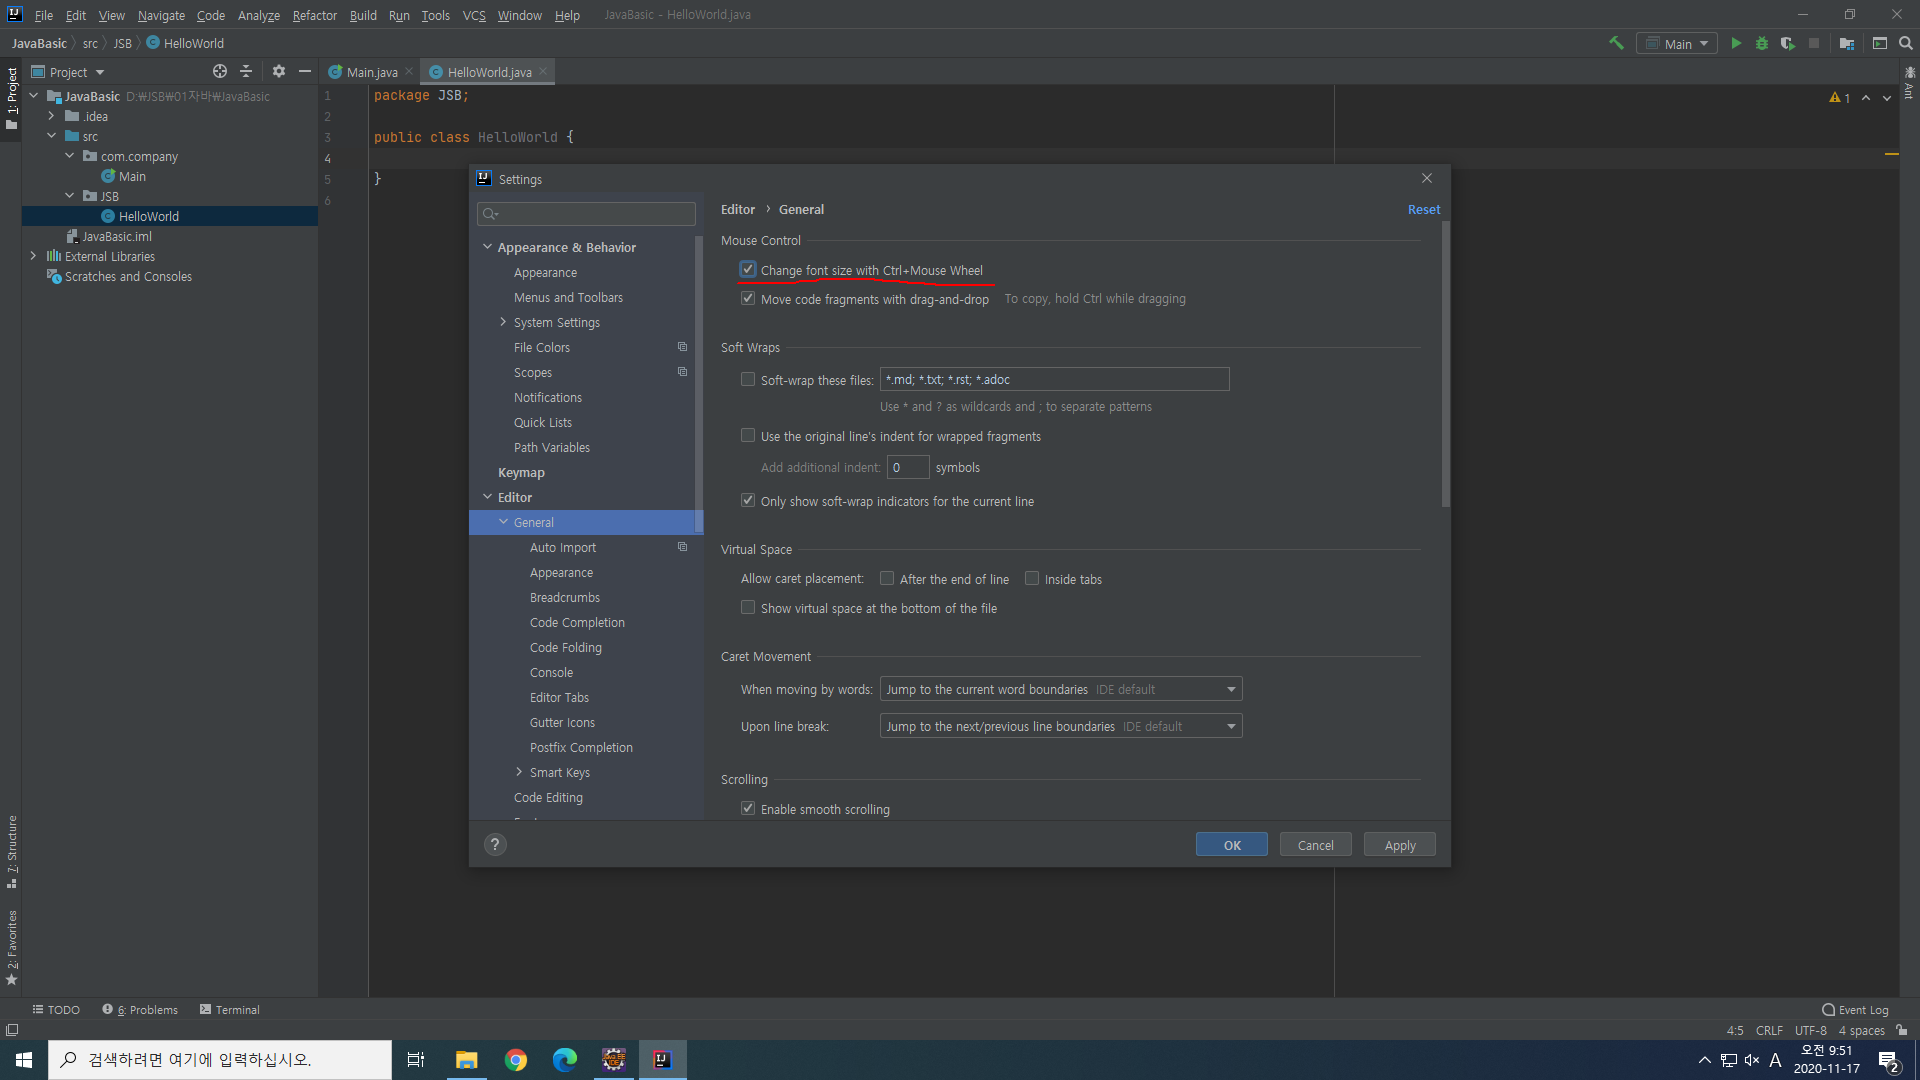 File Edit View Navigate Code Analyze Refactor Build Run Tools VCS Window Help JavaBasic - HelloWorld.java
JavaBasic src JSB HelloWorld
Main
Project
Main.java
HelloWorld.java
1: Project
JavaBasic D:\JSB\01자바\JavaBasic
.idea
src
com.company
Main
JSB
HelloWorld
JavaBasic.iml
External Libraries
Scratches and Consoles
1 package JSB;
2
3 public class HelloWorld {
4
5 }
6
1
Ant
Settings
Appearance & Behavior
Appearance
Menus and Toolbars
System Settings
File Colors
Scopes
Notifications
Quick Lists
Path Variables
Keymap
Editor
General
Auto Import
Appearance
Breadcrumbs
Code Completion
Code Folding
Console
Editor Tabs
Gutter Icons
Postfix Completion
Smart Keys
Code Editing
Editor › General
Reset
Mouse Control
Change font size with Ctrl+Mouse Wheel
Move code fragments with drag-and-drop To copy, hold Ctrl while dragging
Soft Wraps
Soft-wrap these files: *.md; *.txt; *.rst; *.adoc
Use * and ? as wildcards and ; to separate patterns
Use the original line's indent for wrapped fragments
Add additional indent: 0 symbols
Only show soft-wrap indicators for the current line
Virtual Space
Allow caret placement: After the end of line Inside tabs
Show virtual space at the bottom of the file
Caret Movement
When moving by words: Jump to the current word boundaries IDE default
Upon line break: Jump to the next/previous line boundaries IDE default
Scrolling
Enable smooth scrolling
?
OK Cancel Apply
7: Structure
2: Favorites
TODO 6: Problems Terminal
Event Log
4:5 CRLF UTF-8 4 spaces
검색하려면 여기에 입력하십시오.
A
오전 9:51
2020-11-17
2